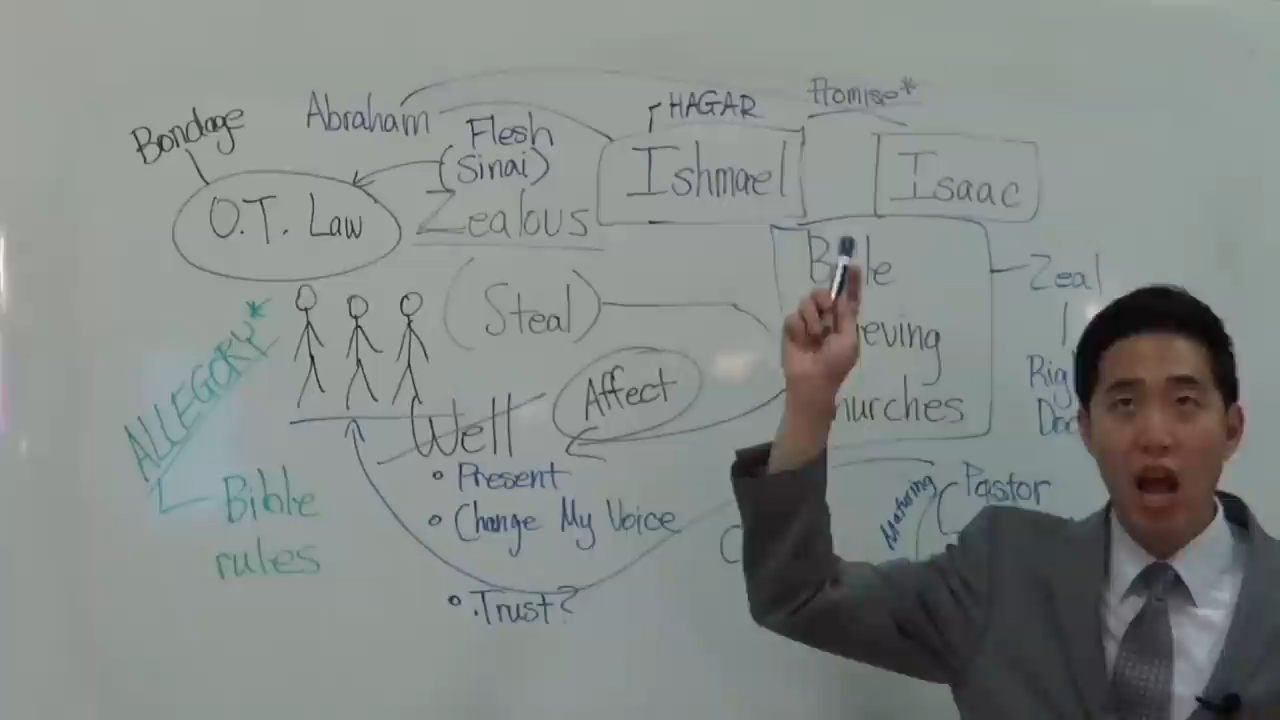 Bondage
Abraham
HAGAR
Flesh
(Sinai)
Ishmael
Isaac
O.T. Law
Zealous
Zeal
(Steal)
ALLEGORY*
Affect
Well
• Present
• Change My Voice
• Trust?
Bible
rules
Maturing
Pastor